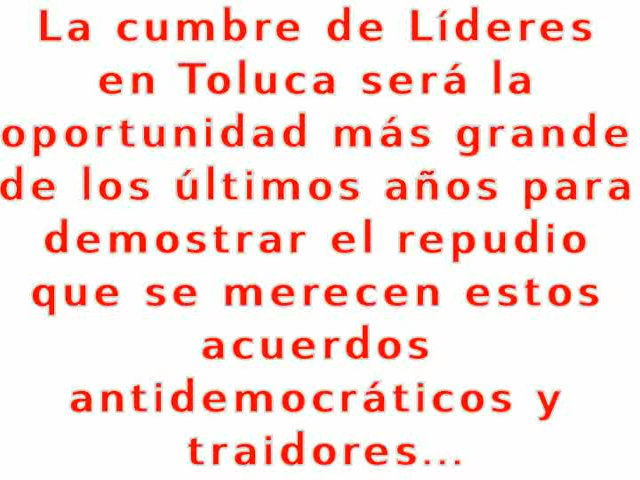 La cumbre de Líderes
en Toluca será la
oportunidad más grande
de los últimos años para
demostrar el repudio
que se merecen estos
acuerdos
antidemocráticos y
traidores...